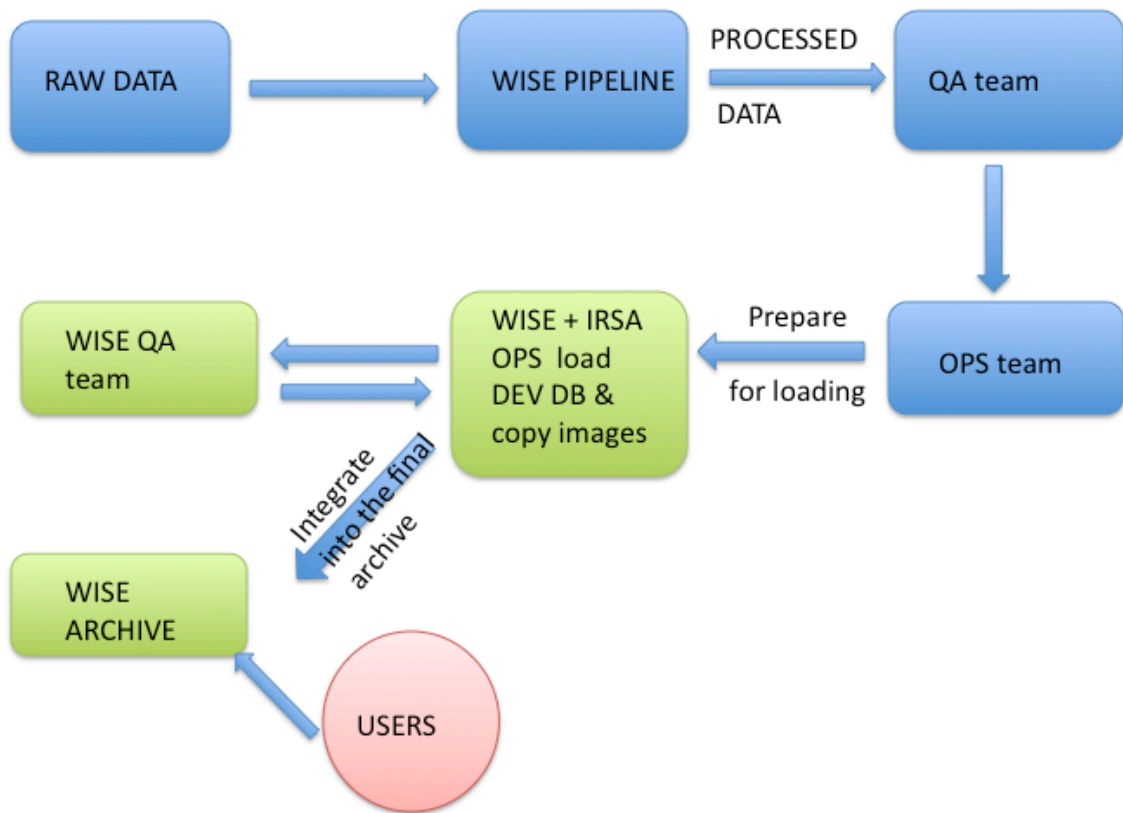 RAW DATA
WISE PIPELINE
PROCESSED
DATA
QA team
OPS team
Prepare
for loading
WISE + IRSA
OPS load
DEV DB &
copy images
WISE QA
team
Integrate
into the final
archive
WISE
ARCHIVE
USERS